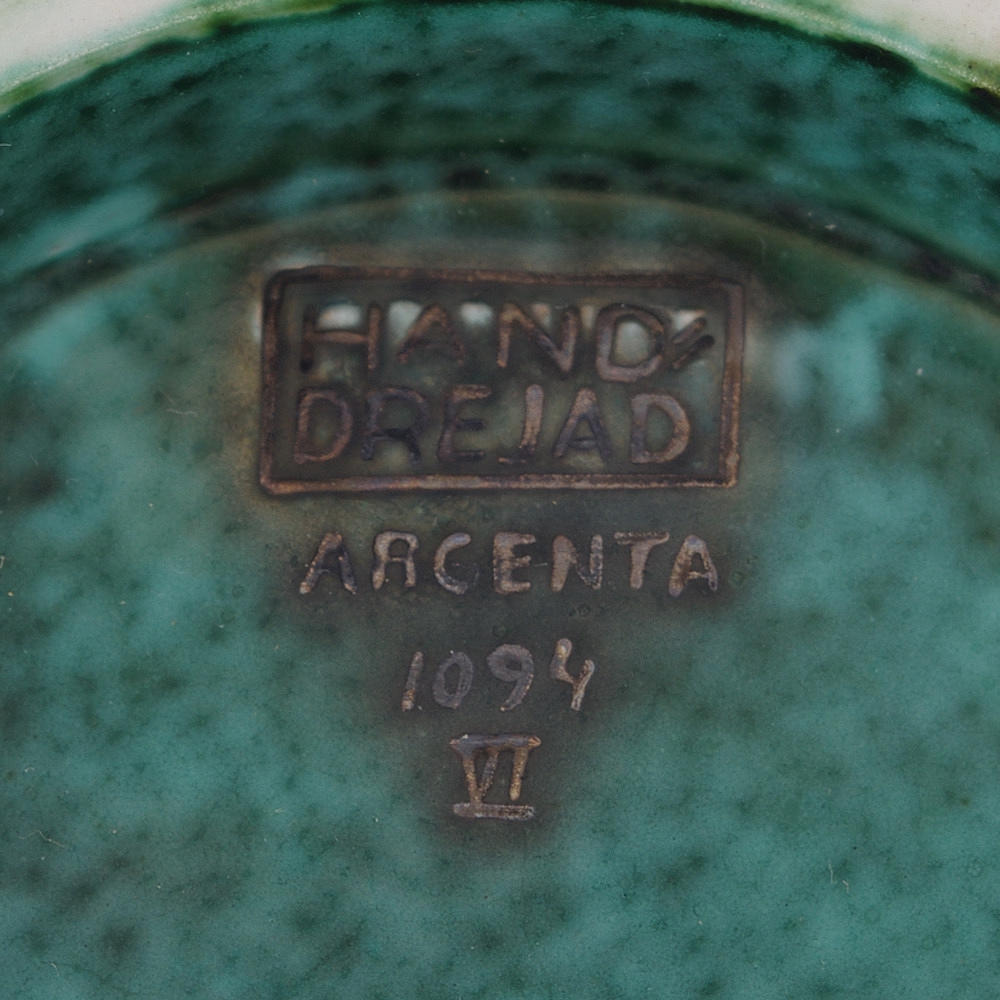 HAND=
DREJAD
ARGENTA
1094
VI